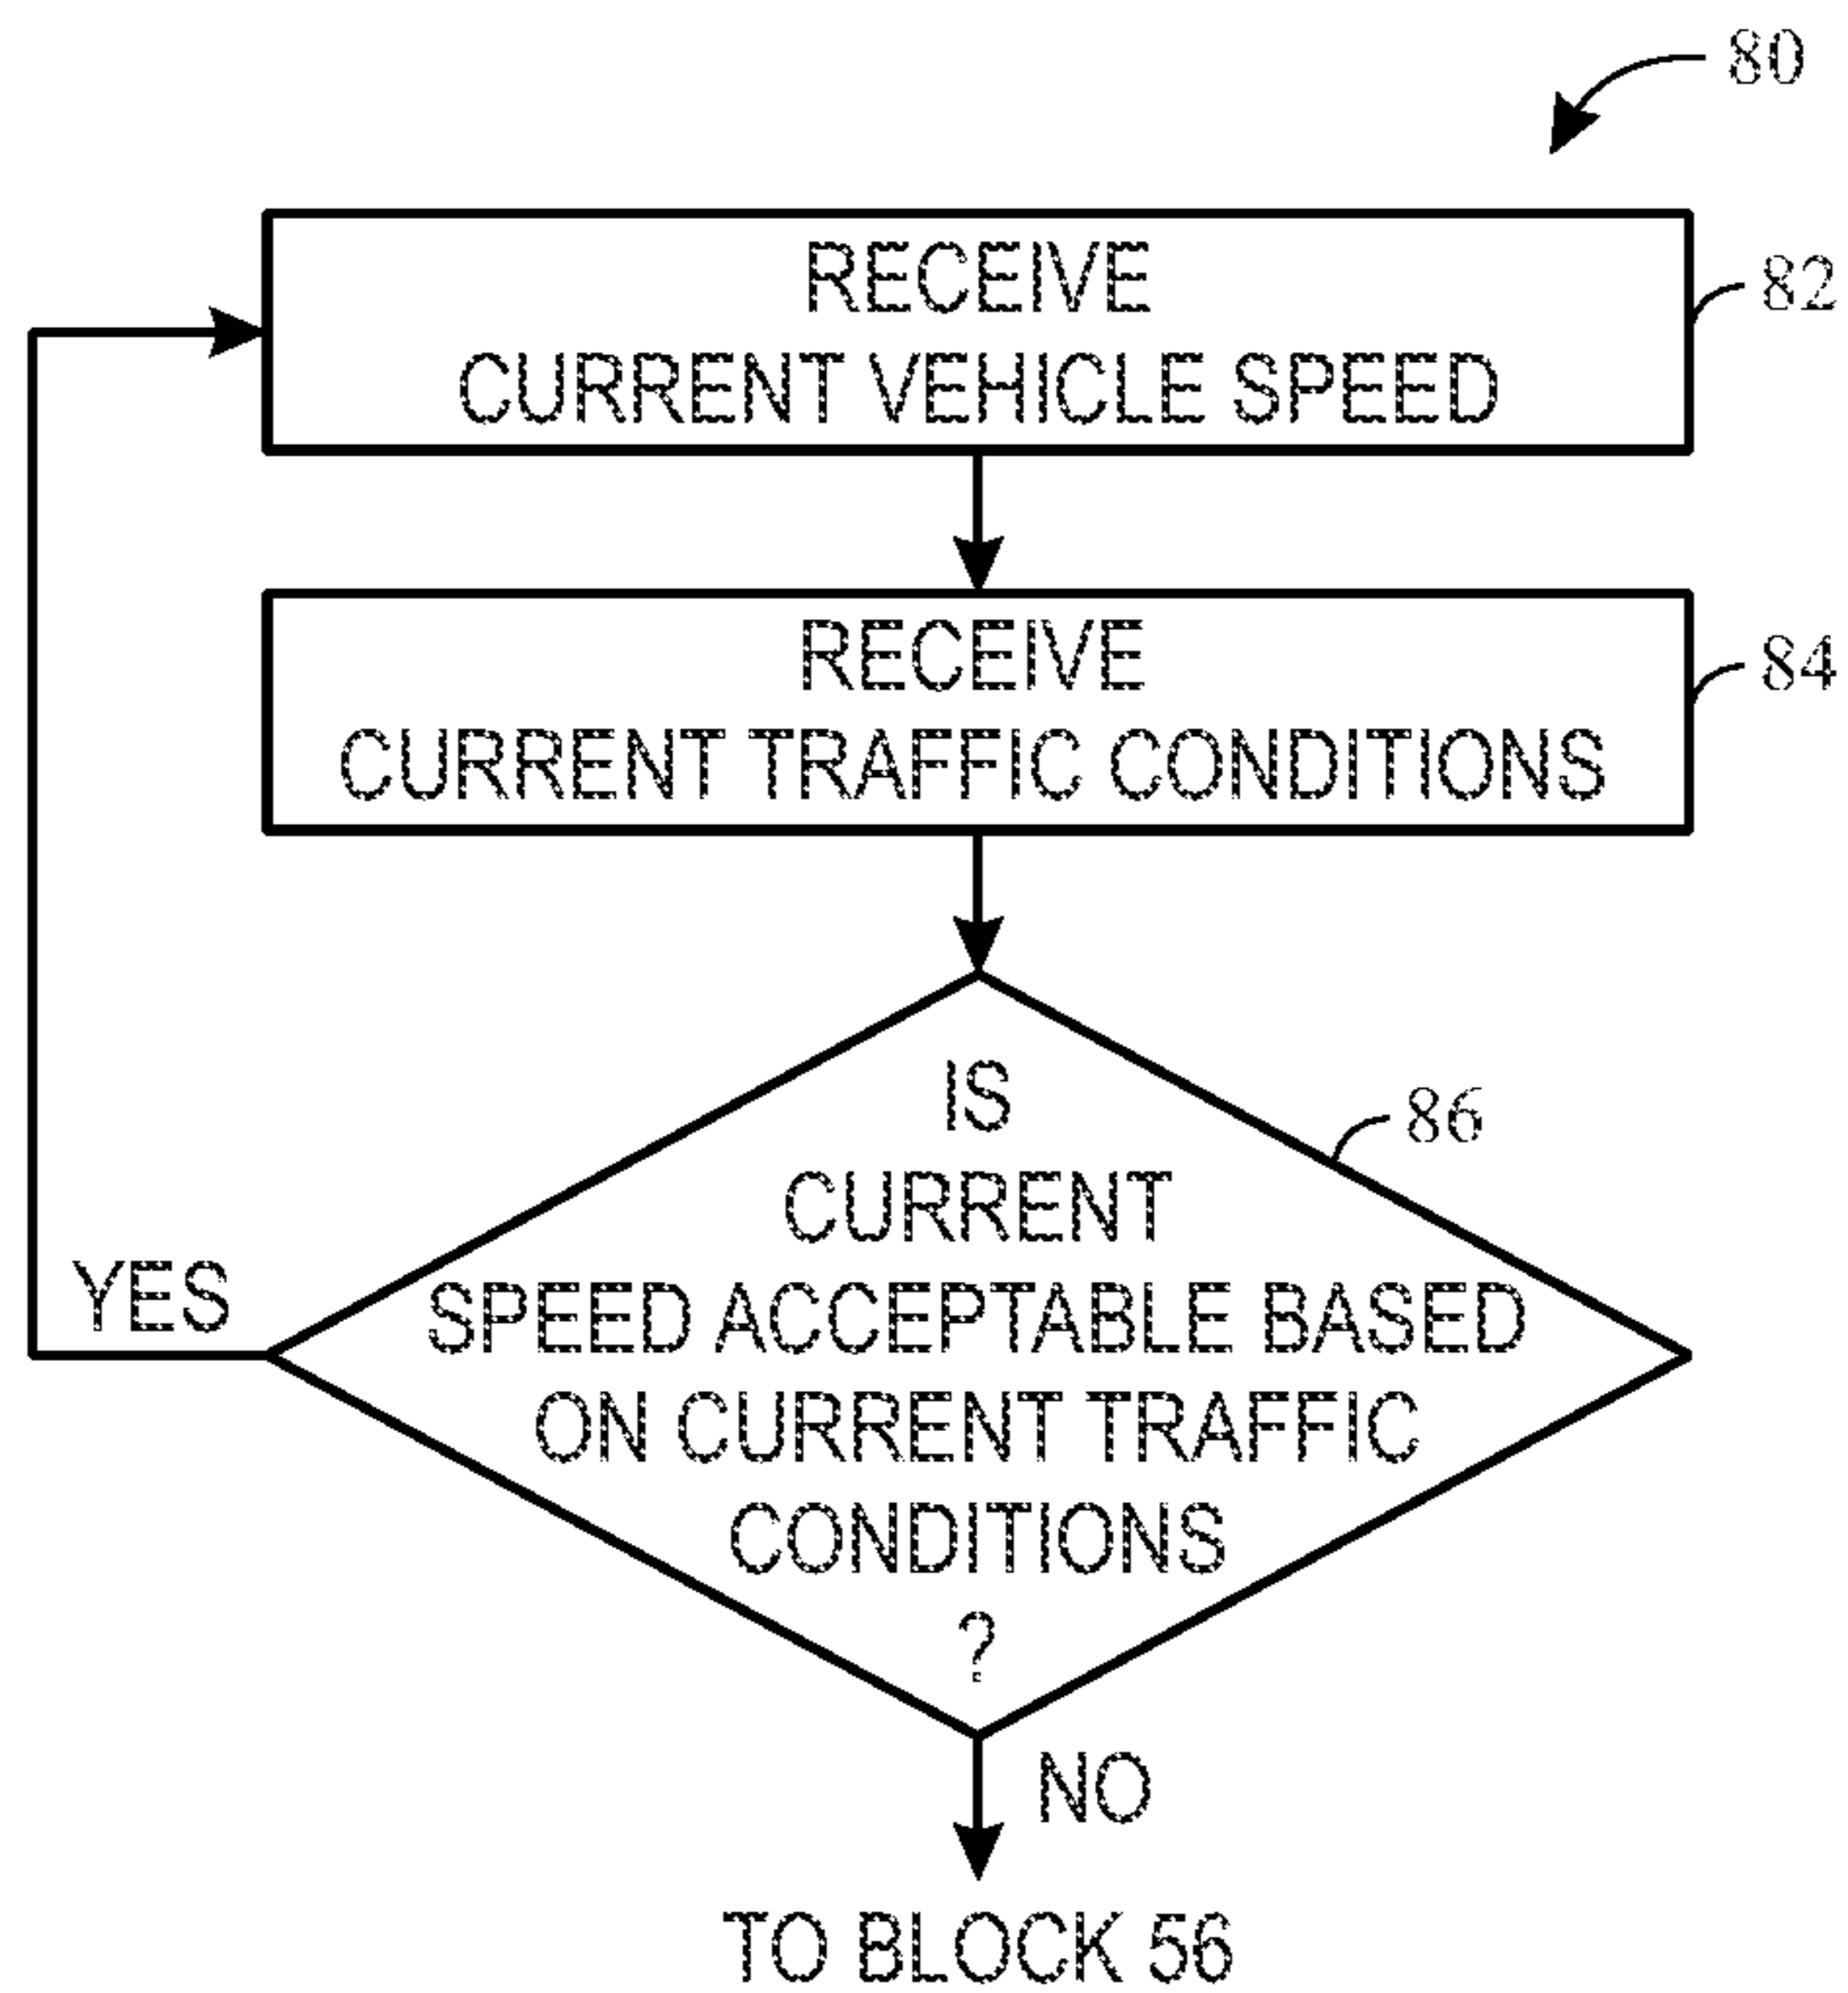 80
RECEIVE
CURRENT VEHICLE SPEED
82
RECEIVE
CURRENT TRAFFIC CONDITIONS
84
IS
CURRENT
SPEED ACCEPTABLE BASED
ON CURRENT TRAFFIC
CONDITIONS
?
86
YES
NO
TO BLOCK 56